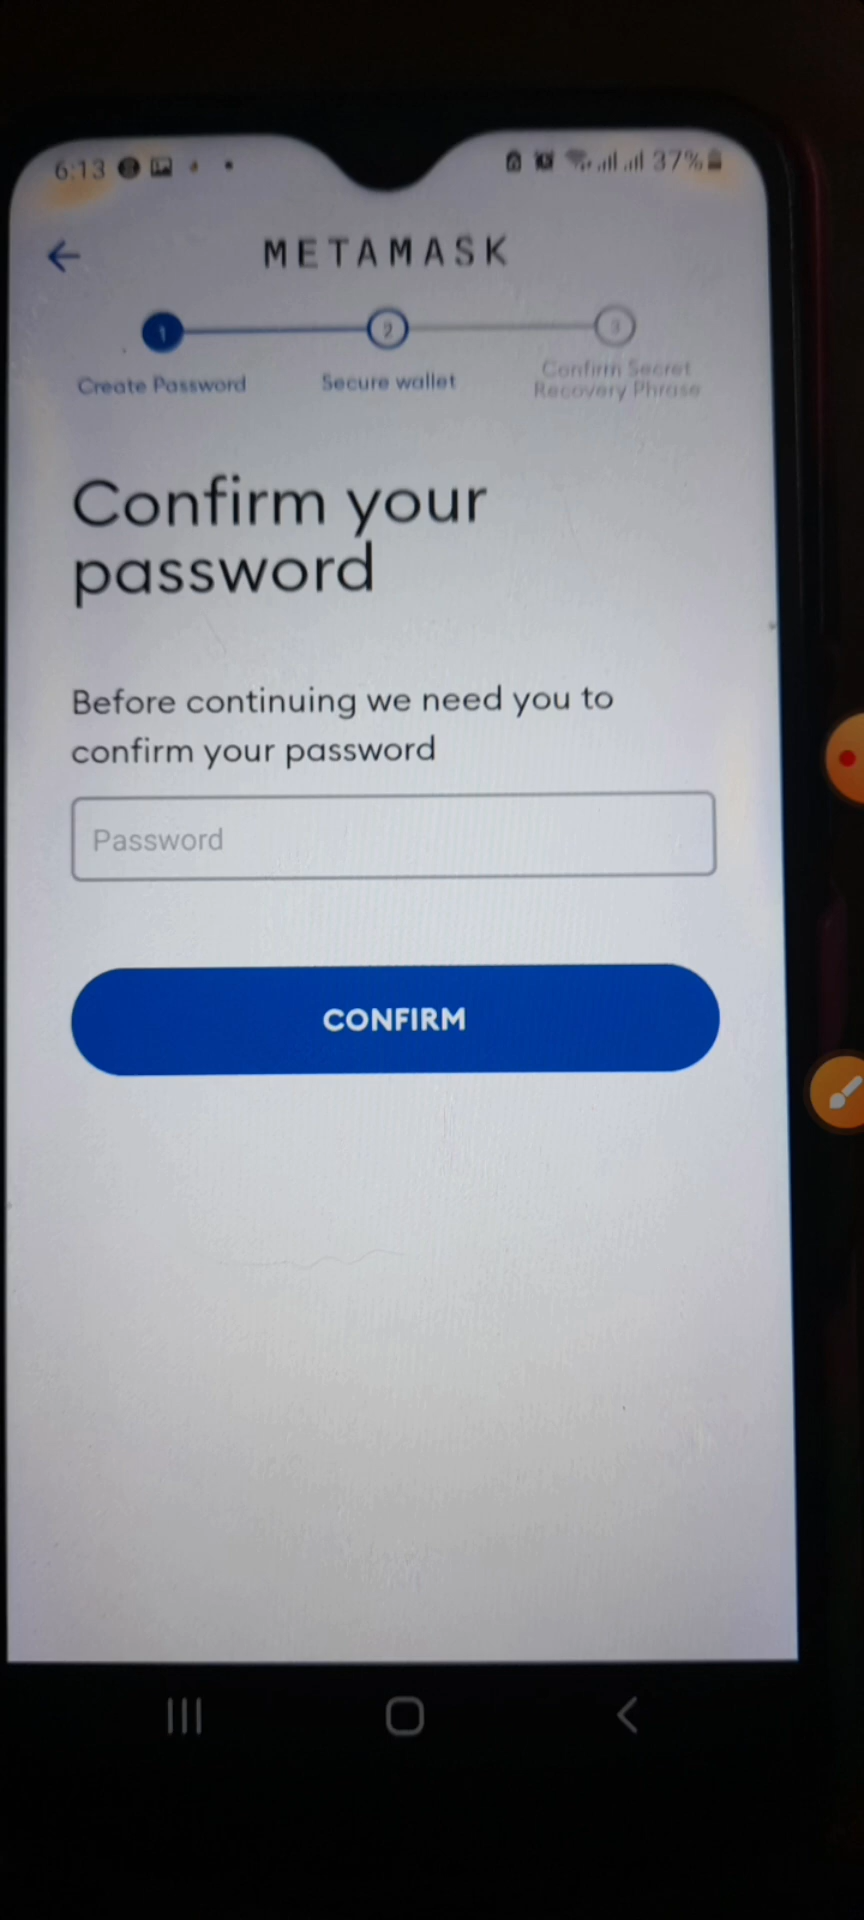 6:13 37%
METAMASK
1 2 3
Create Password Secure wallet Confirm Secret
Recovery Phrase
Confirm your
password
Before continuing we need you to
confirm your password
Password
CONFIRM